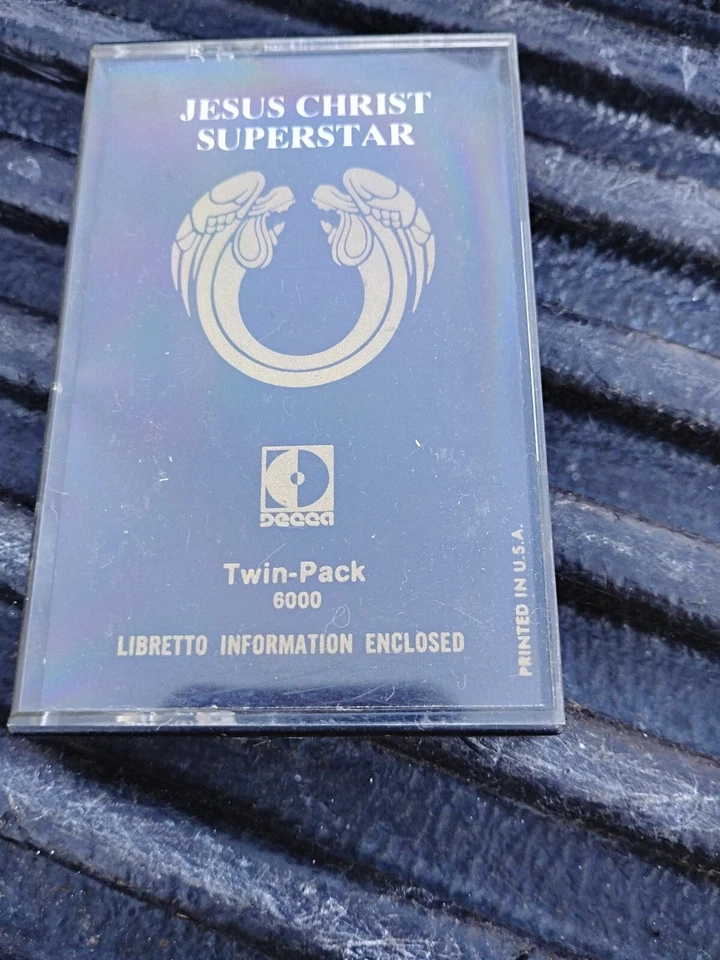 JESUS CHRIST
SUPERSTAR
DECCA
Twin-Pack
6000
LIBRETTO INFORMATION ENCLOSED
PRINTED IN U.S.A.